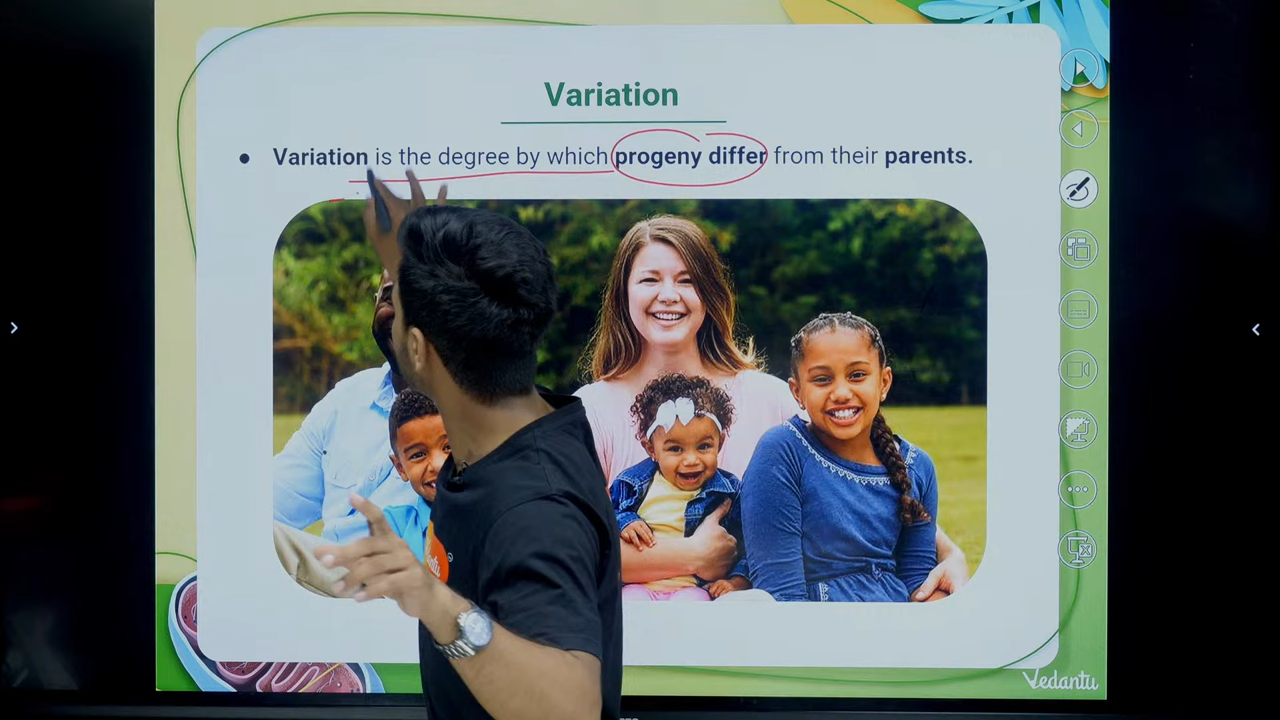 Variation
• Variation is the degree by which progeny differ from their parents.
Vedantu